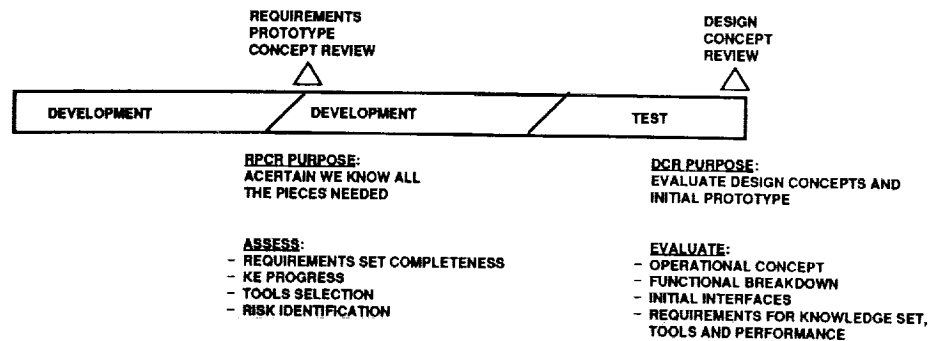 REQUIREMENTS
PROTOTYPE
CONCEPT REVIEW
DESIGN
CONCEPT
REVIEW
DEVELOPMENT
DEVELOPMENT
TEST
RPCR PURPOSE:
ACERTAIN WE KNOW ALL
THE PIECES NEEDED
DCR PURPOSE:
EVALUATE DESIGN CONCEPTS AND
INITIAL PROTOTYPE
ASSESS:
- REQUIREMENTS SET COMPLETENESS
- KE PROGRESS
- TOOLS SELECTION
- RISK IDENTIFICATION
EVALUATE:
- OPERATIONAL CONCEPT
- FUNCTIONAL BREAKDOWN
- INITIAL INTERFACES
- REQUIREMENTS FOR KNOWLEDGE SET,
TOOLS AND PERFORMANCE